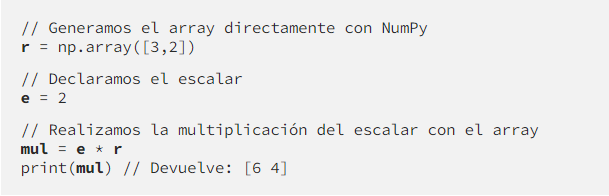 // Generamos el array directamente con NumPy
r = np.array([3,2])
// Declaramos el escalar
e = 2
// Realizamos la multiplicación del escalar con el array
mul = e * r
print(mul) // Devuelve: [6 4]